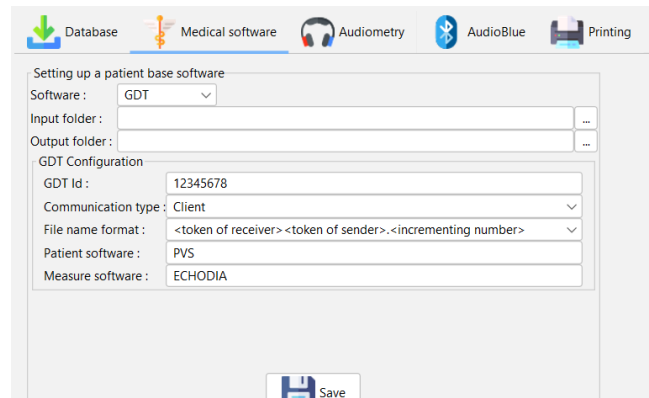 Database Medical software Audiometry AudioBlue Printing
Setting up a patient base software
Software : GDT
Input folder : ...
Output folder : ...
GDT Configuration
GDT Id : 12345678
Communication type : Client
File name format : <token of receiver><token of sender>.<incrementing number>
Patient software : PVS
Measure software : ECHODIA
Save